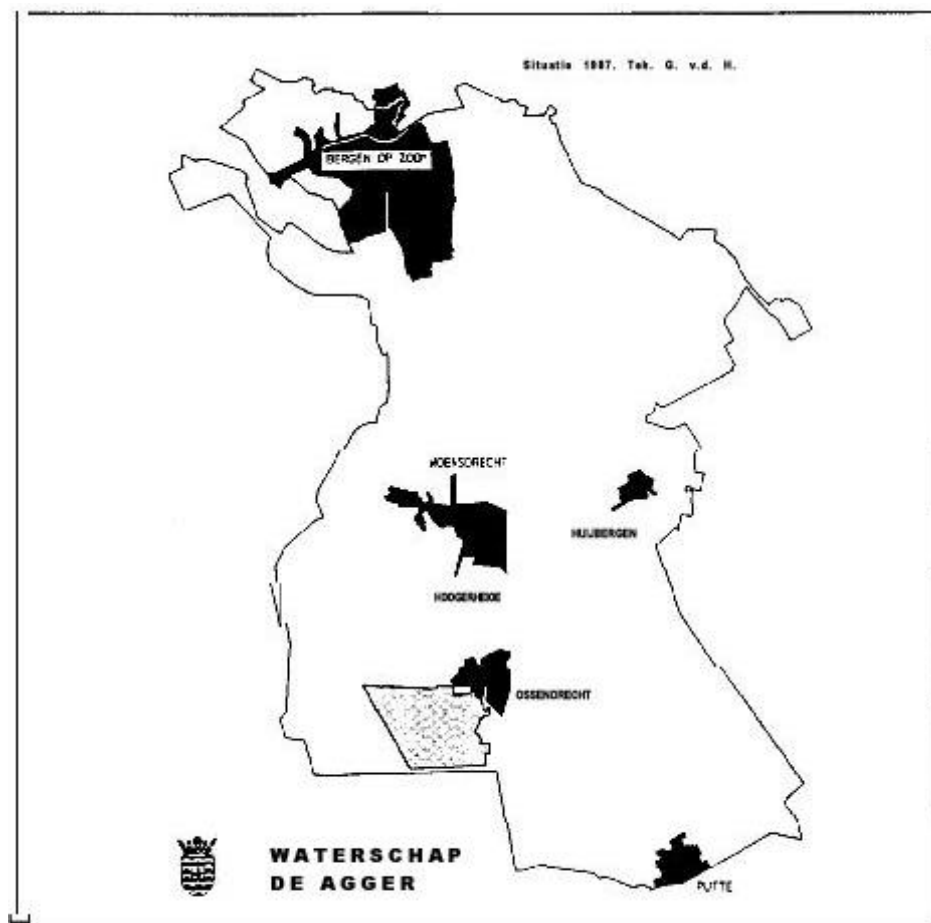 Situatie 1987. Tek. G. v.d. H.
BERGEN OP ZOOM
WOENSDRECHT
HUIJBERGEN
HOOGERHEIDE
OSSENDRECHT
PUTTE
WATERSCHAP
DE AGGER